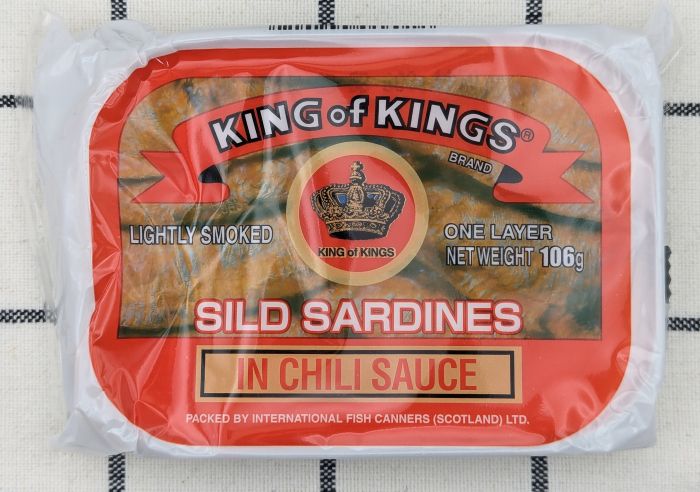 KING of KINGS®
BRAND
KING of KINGS
LIGHTLY SMOKED
ONE LAYER
NET WEIGHT 106g
SILD SARDINES
IN CHILI SAUCE
PACKED BY INTERNATIONAL FISH CANNERS (SCOTLAND) LTD.